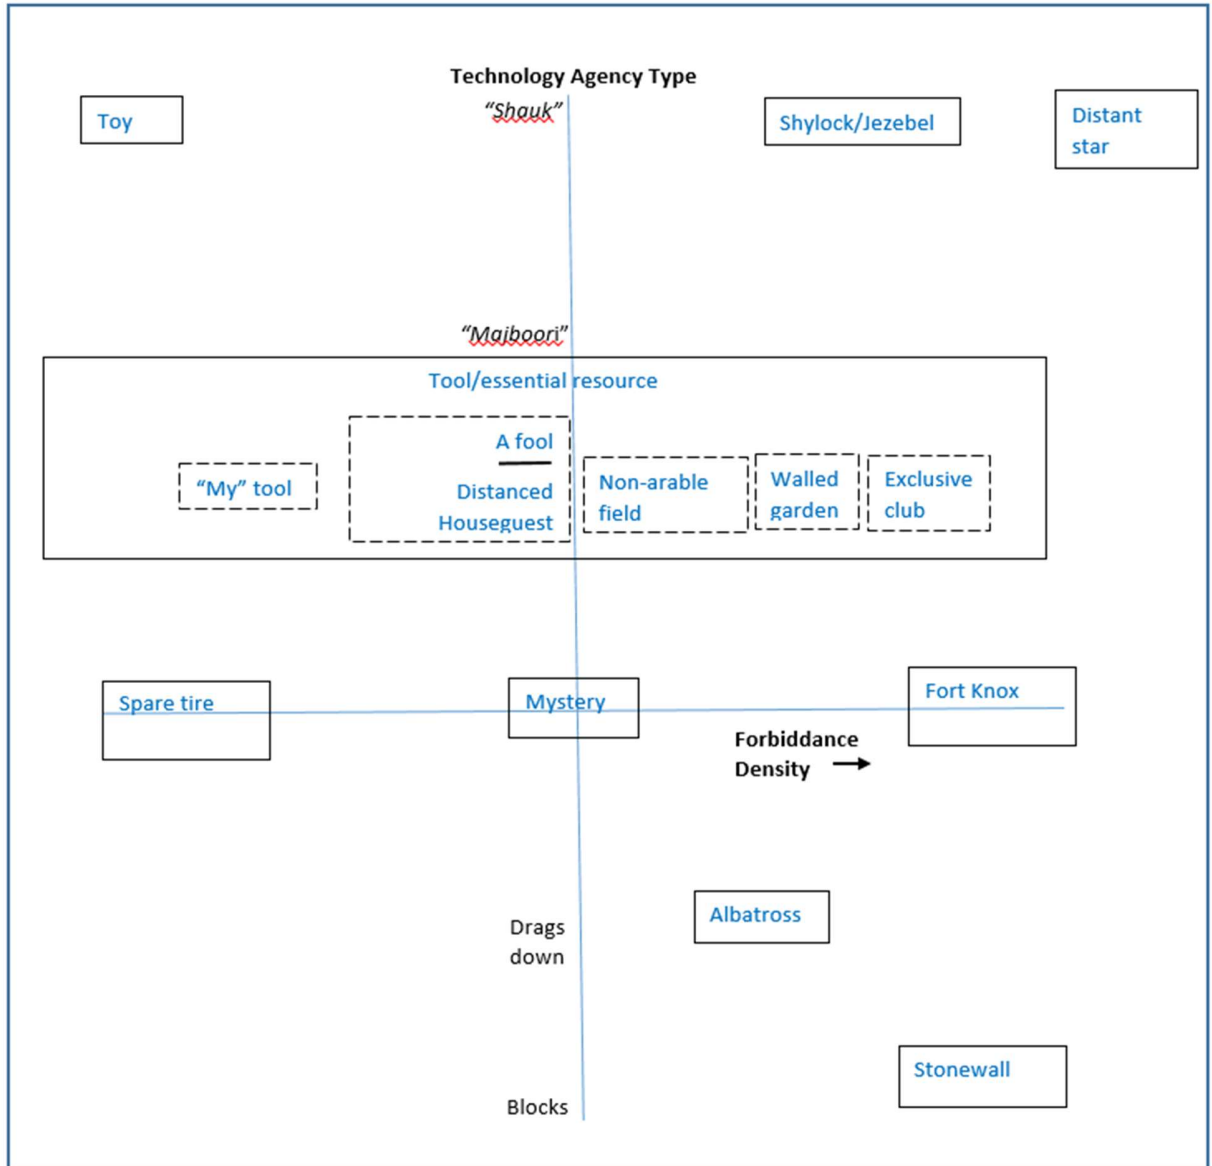 Technology Agency Type
“Shauk”
Toy
Shylock/Jezebel
Distant
star
“Majboori”
Tool/essential resource
A fool
“My” tool
Distanced
Houseguest
Non-arable
field
Walled
garden
Exclusive
club
Spare tire
Mystery
Fort Knox
Forbiddance
Density
Albatross
Drags
down
Stonewall
Blocks